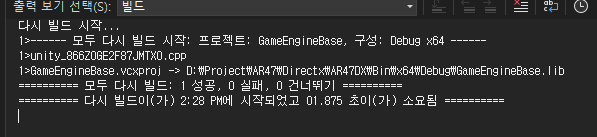 출력 보기 선택(S): 빌드
다시 빌드 시작...
1>------ 모두 다시 빌드 시작: 프로젝트: GameEngineBase, 구성: Debug x64 ------
1>unity_866ZOGE2F87JMTXO.cpp
1>GameEngineBase.vcxproj -> D:\Project\AR47\Directx\AR47DX\Bin\x64\Debug\GameEngineBase.lib
========== 모두 다시 빌드: 1 성공, 0 실패, 0 건너뛰기 ==========
========== 다시 빌드이(가) 2:28 PM에 시작되었고 01.875 초이(가) 소요됨 ==========